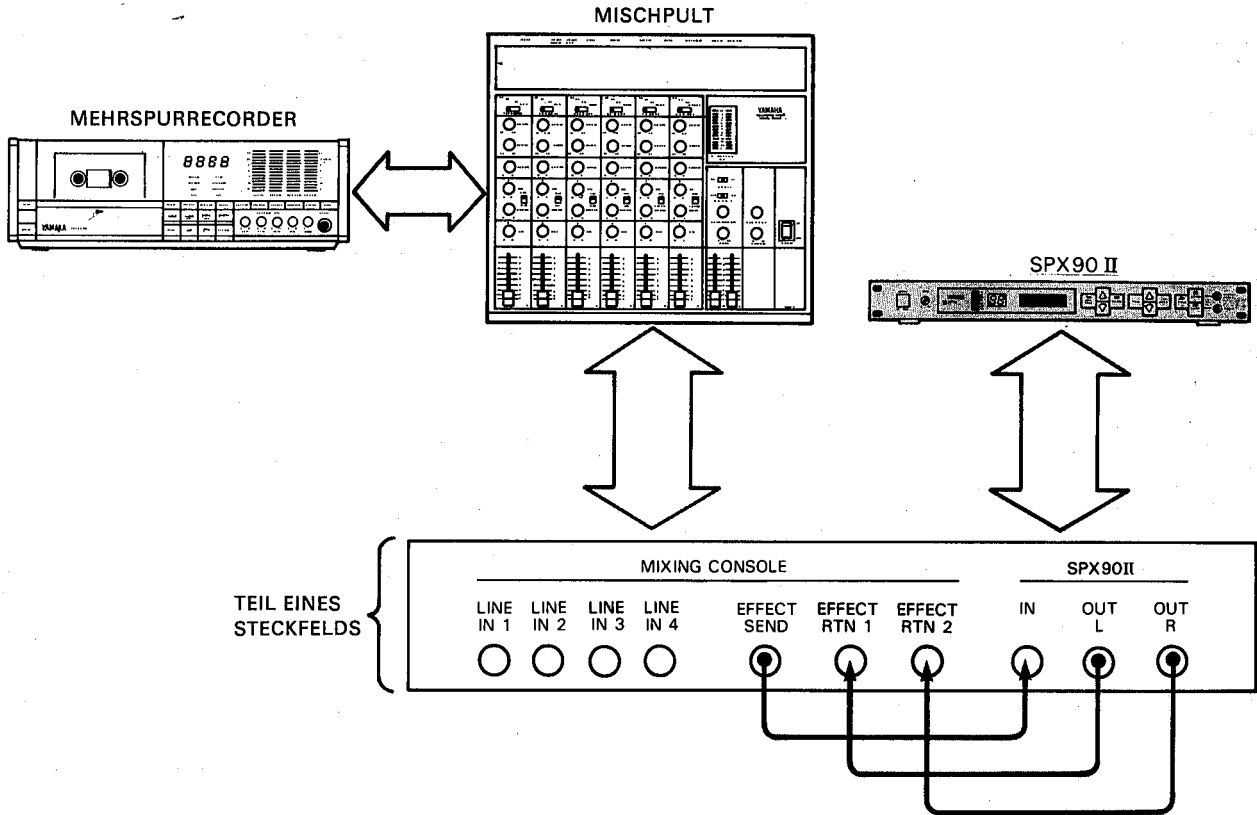 MISCHPULT
MEHRSPURRECORDER
8888
YAMAHA
YAMAHA
SPX90 II
88
TEIL EINES
STECKFELDS
MIXING CONSOLE
SPX90II
LINE IN 1
LINE IN 2
LINE IN 3
LINE IN 4
EFFECT SEND
EFFECT RTN 1
EFFECT RTN 2
IN
OUT L
OUT R